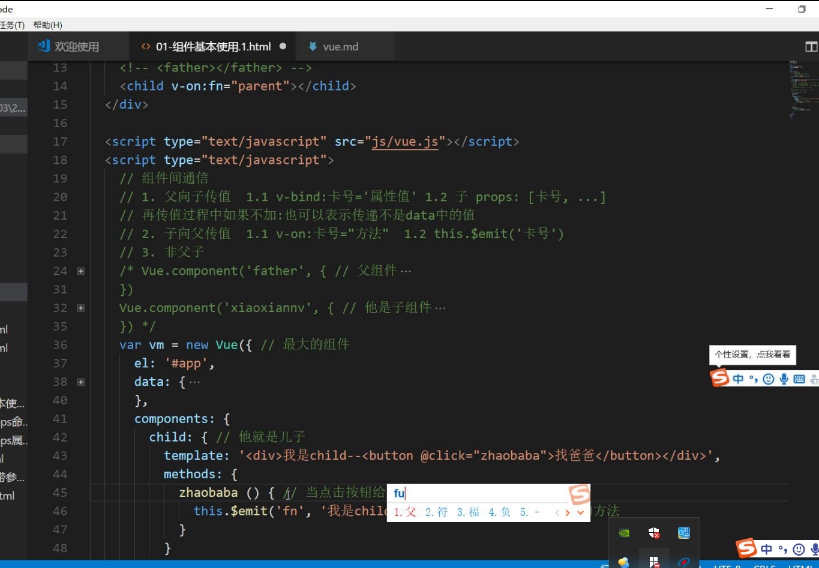 ode
任务(T) 帮助(H)
欢迎使用 01-组件基本使用.1.html vue.md
13 <!-- <father></father> -->
14 <child v-on:fn="parent"></child>
15 </div>
16
17 <script type="text/javascript" src="js/vue.js"></script>
18 <script type="text/javascript">
19 // 组件间通信
20 // 1. 父向子传值 1.1 v-bind:卡号='属性值' 1.2 子 props: [卡号, ...]
21 // 再传值过程中如果不加:也可以表示传递不是data中的值
22 // 2. 子向父传值 1.1 v-on:卡号="方法" 1.2 this.$emit('卡号')
23 // 3. 非父子
24 /* Vue.component('father', { // 父组件…
31 })
32 Vue.component('xiaoxiannv', { // 他是子组件…
35 }) */
36 var vm = new Vue({ // 最大的组件
37 el: '#app',
38 data: {…
40 },
41 components: {
42 child: { // 他就是儿子
43 template: '<div>我是child--<button @click="zhaobaba">找爸爸</button></div>',
44 methods: {
45 zhaobaba () { // 当点击按钮给
46 this.$emit('fn', '我是chil 的方法
47 }
48 }
03\2...
ml
ml
本使...
ps命...
ps属...
l
带参...
tml
个性设置，点我看看
中
fu
1.父 2.符 3.福 4.负 5.
中
UTF-8 CRLF HTML